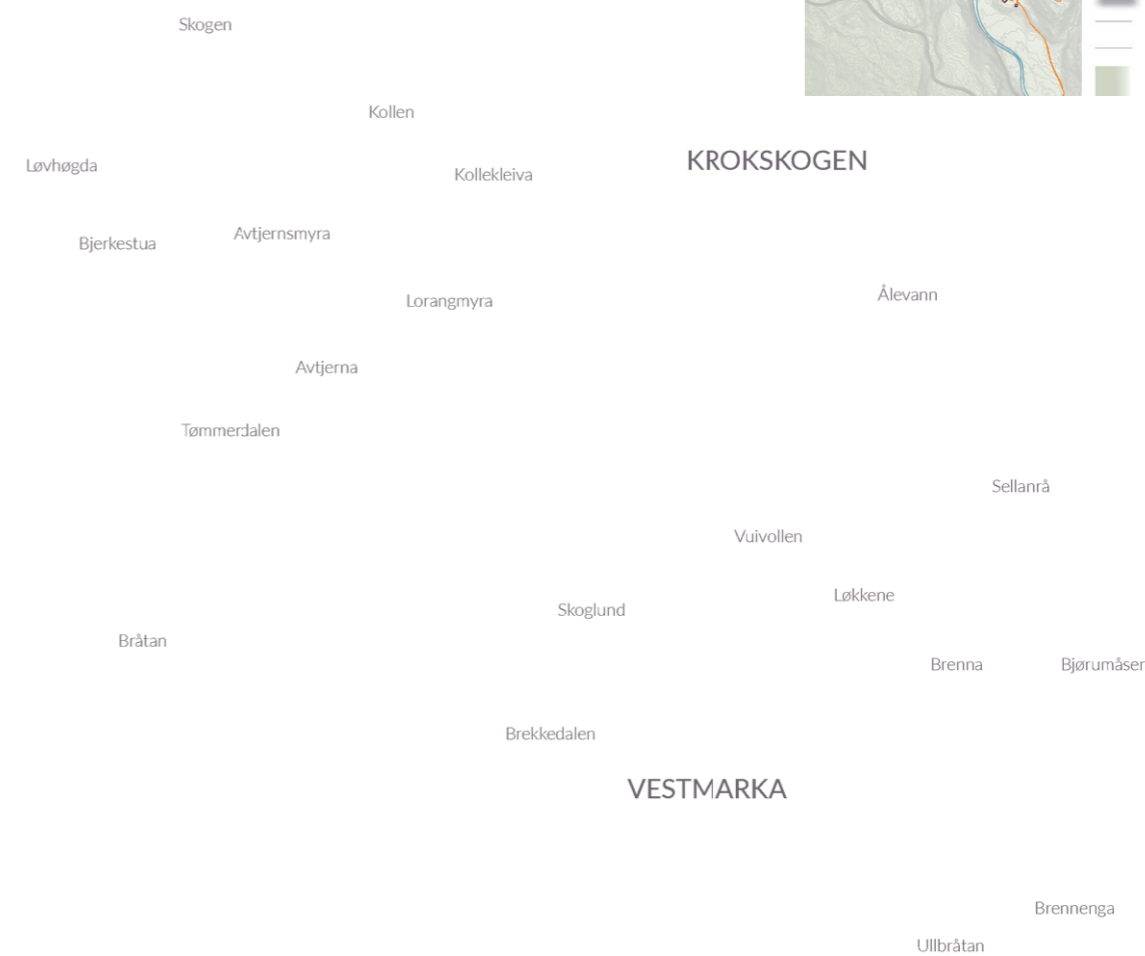 Skogen
Kollen
KROKSKOGEN
Løvhøgda
Kollekleiva
Avtjernsmyra
Bjerkestua
Ålevann
Lorangmyra
Avtjerna
Tømmerdalen
Sellanrå
Vuivollen
Løkkene
Skoglund
Bråtan
Brenna
Bjørumåser
Brekkedalen
VESTMARKA
Brennenga
Ullbråtan